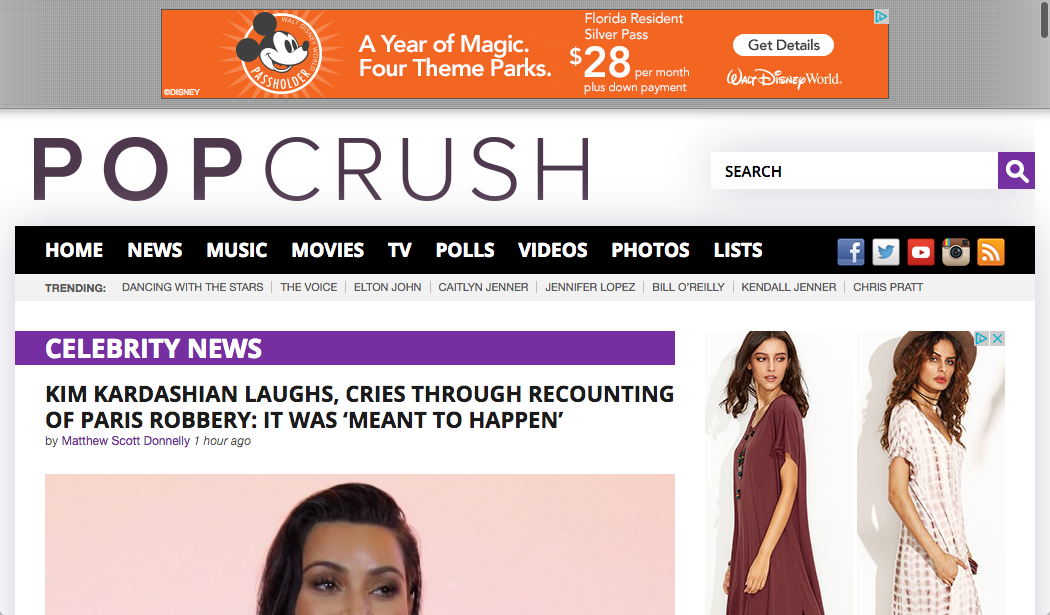 WALT DISNEY WORLD
PASSHOLDER
©DISNEY
A Year of Magic.
Four Theme Parks.
Florida Resident
Silver Pass
$28 per month
plus down payment
Get Details
Walt Disney World.
POPCRUSH
SEARCH
HOME NEWS MUSIC MOVIES TV POLLS VIDEOS PHOTOS LISTS
TRENDING: DANCING WITH THE STARS THE VOICE ELTON JOHN CAITLYN JENNER JENNIFER LOPEZ BILL O'REILLY KENDALL JENNER CHRIS PRATT
CELEBRITY NEWS
KIM KARDASHIAN LAUGHS, CRIES THROUGH RECOUNTING
OF PARIS ROBBERY: IT WAS ‘MEANT TO HAPPEN’
by Matthew Scott Donnelly 1 hour ago